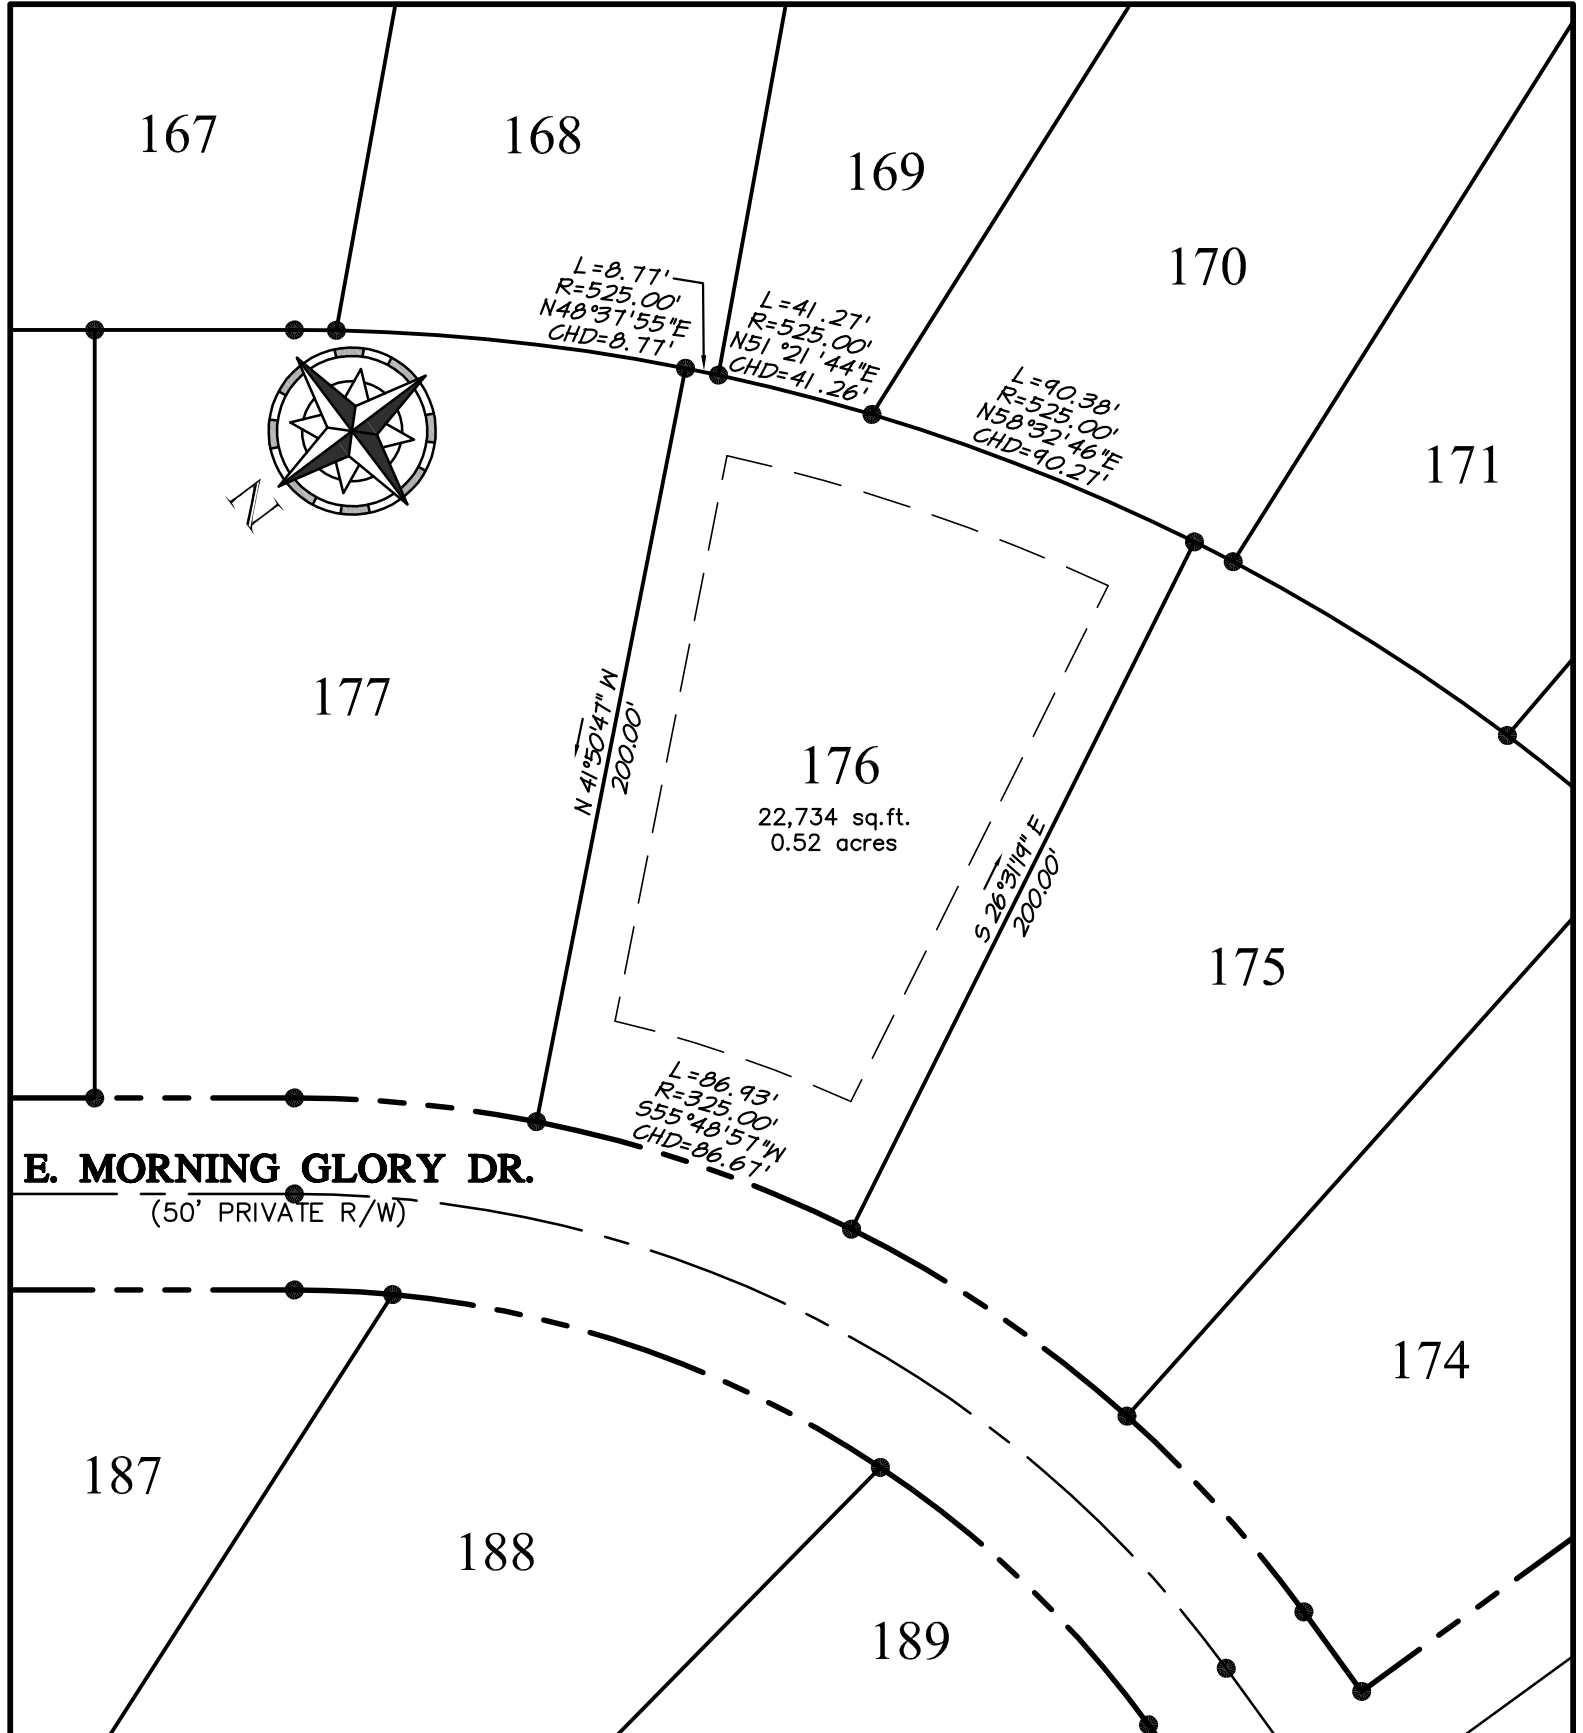 167
168
169
170
171
L=8.77'
R=525.00'
N48°37'55"E
CHD=8.77'
L=41.27'
R=525.00'
N51°21'44"E
CHD=41.26'
L=90.38'
R=525.00'
N58°32'46"E
CHD=90.27'
N
177
N 41°50'47" W
200.00'
176
22,734 sq.ft.
0.52 acres
S 26°31'19" E
200.00'
175
L=86.93'
R=325.00'
S55°48'57"W
CHD=86.67'
E. MORNING GLORY DR.
(50' PRIVATE R/W)
174
187
188
189